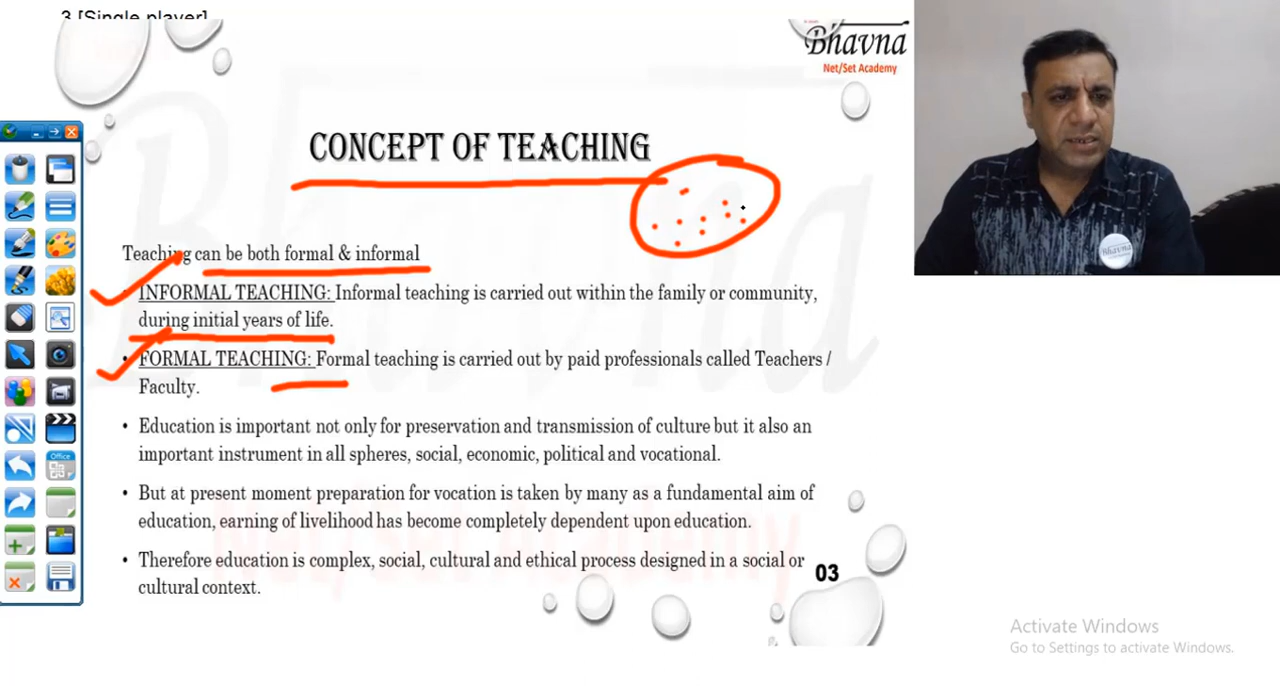 3 [Single player]
Bhavna
Net/Set Academy
CONCEPT OF TEACHING
Teaching can be both formal & informal
• INFORMAL TEACHING: Informal teaching is carried out within the family or community,
during initial years of life.
• FORMAL TEACHING: Formal teaching is carried out by paid professionals called Teachers /
Faculty.
• Education is important not only for preservation and transmission of culture but it also an
important instrument in all spheres, social, economic, political and vocational.
• But at present moment preparation for vocation is taken by many as a fundamental aim of
education, earning of livelihood has become completely dependent upon education.
• Therefore education is complex, social, cultural and ethical process designed in a social or
cultural context.
03
Bhavna
Office
Activate Windows
Go to Settings to activate Windows.
Bhavna
Net/Set Academy